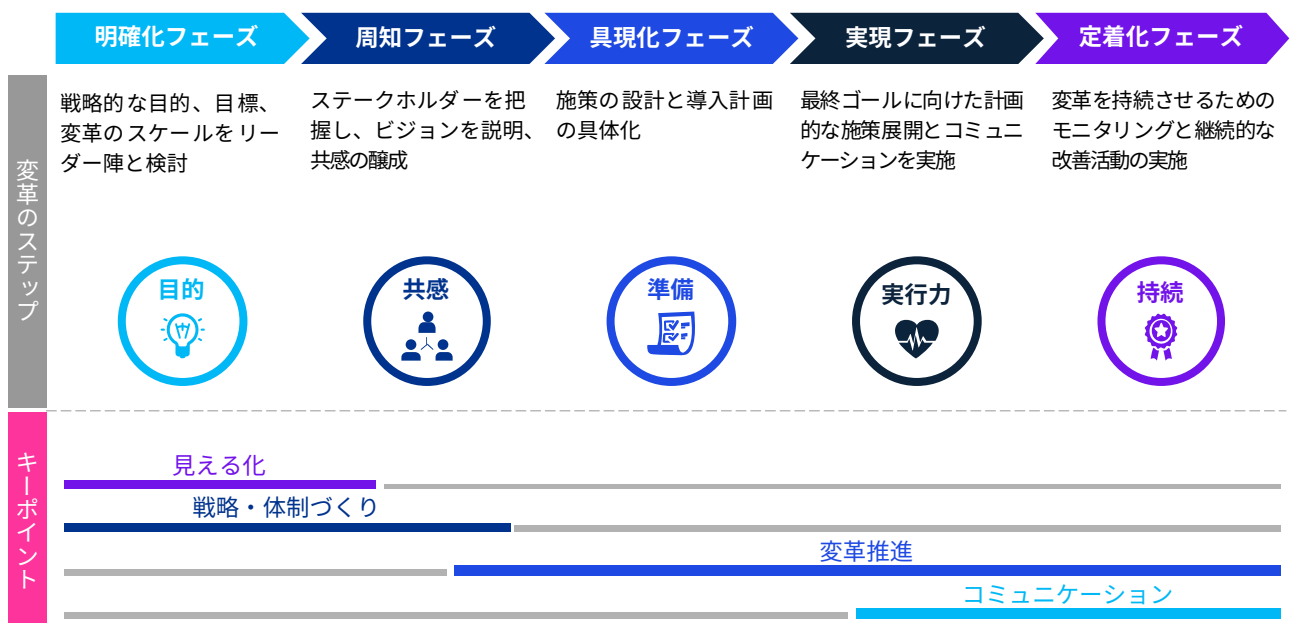 明確化フェーズ
周知フェーズ
具現化フェーズ
実現フェーズ
定着化フェーズ
変革のステップ
戦略的な目的、目標、
変革のスケールをリー
ダー陣と検討
ステークホルダーを把
握し、ビジョンを説明、
共感の醸成
施策の設計と導入計画
の具体化
最終ゴールに向けた計画
的な施策展開とコミュニ
ケーションを実施
変革を持続させるための
モニタリングと継続的な
改善活動の実施
目的
共感
準備
実行力
持続
キーポイント
見える化
戦略・体制づくり
変革推進
コミュニケーション